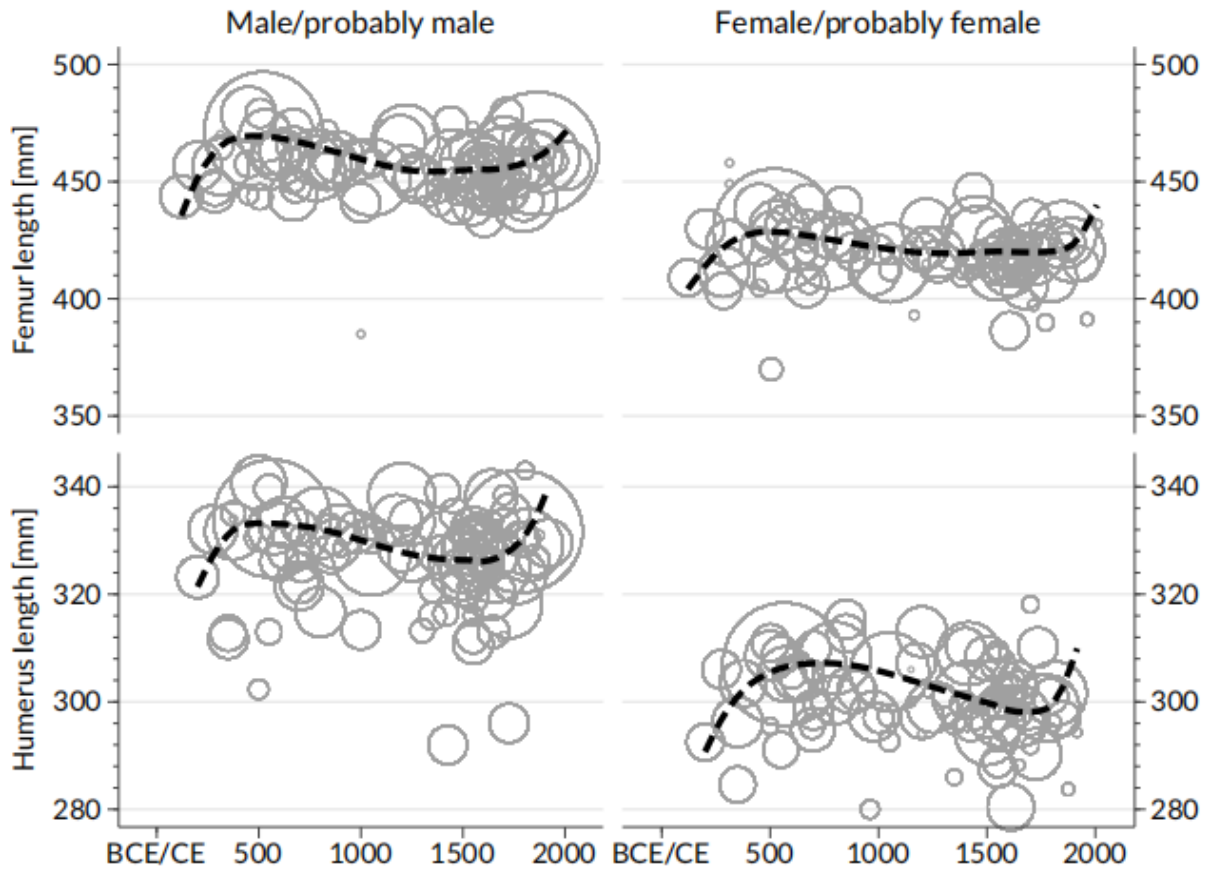 Male/probably male Female/probably female
500 500
450 450
400 400
350 350
Femur length [mm]
340 340
320 320
300 300
280 280
Humerus length [mm]
BCE/CE 500 1000 1500 2000 BCE/CE 500 1000 1500 2000